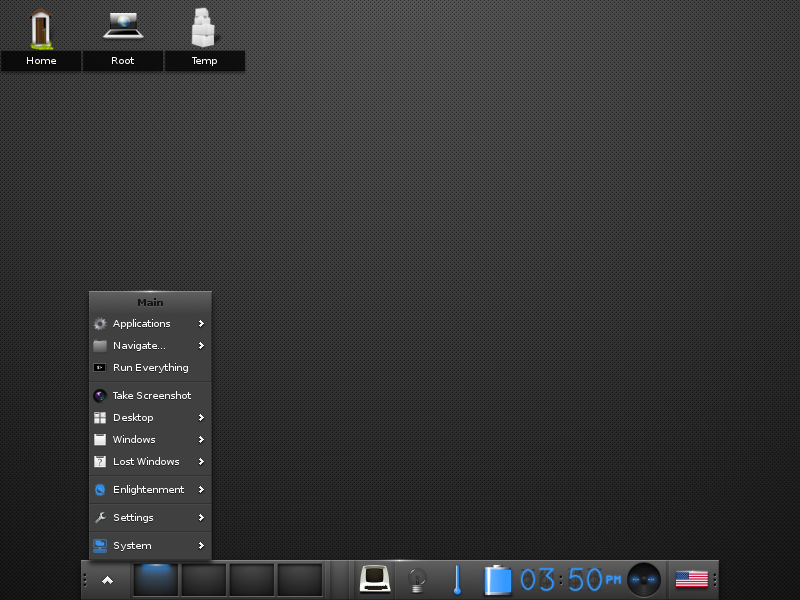 Home
Root
Temp
Main
Applications
Navigate...
Run Everything
Take Screenshot
Desktop
Windows
Lost Windows
Enlightenment
Settings
System
03:50 PM